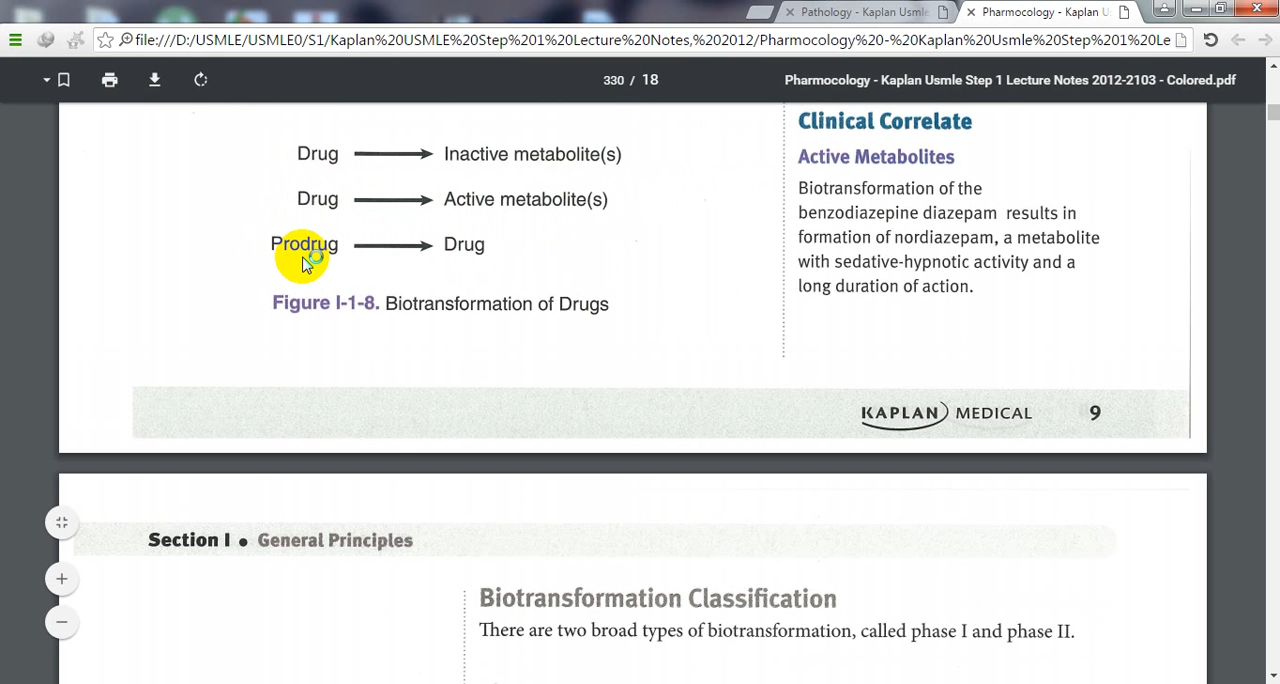 Pathology - Kaplan Usmle
Pharmocology - Kaplan U
file:///D:/USMLE/USMLE0/S1/Kaplan%20USMLE%20Step%201%20Lecture%20Notes,%202012/Pharmocology%20-%20Kaplan%20Usmle%20Step%201%20Le
330 / 18
Pharmocology - Kaplan Usmle Step 1 Lecture Notes 2012-2103 - Colored.pdf
Drug Inactive metabolite(s)
Drug Active metabolite(s)
Prodrug Drug
Figure I-1-8. Biotransformation of Drugs
Clinical Correlate
Active Metabolites
Biotransformation of the
benzodiazepine diazepam results in
formation of nordiazepam, a metabolite
with sedative-hypnotic activity and a
long duration of action.
KAPLAN MEDICAL 9
Section I • General Principles
Biotransformation Classification
There are two broad types of biotransformation, called phase I and phase II.